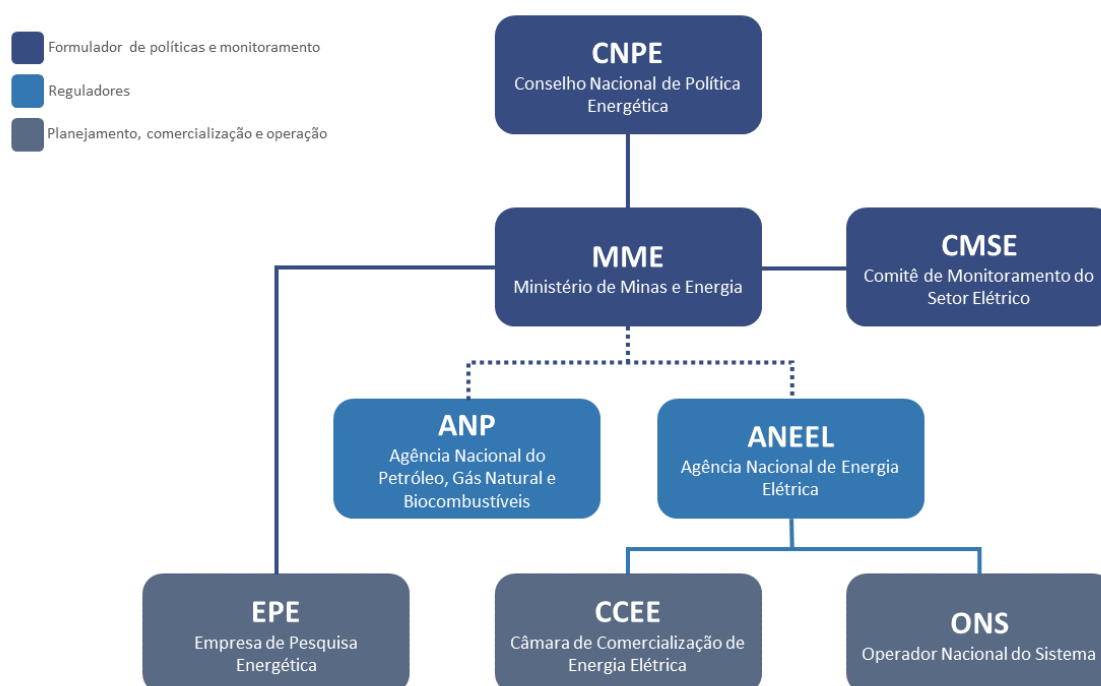 Formulador de políticas e monitoramento
Reguladores
Planejamento, comercialização e operação
CNPE
Conselho Nacional de Política
Energética
MME
Ministério de Minas e Energia
CMSE
Comitê de Monitoramento do
Setor Elétrico
ANP
Agência Nacional do
Petróleo, Gás Natural e
Biocombustíveis
ANEEL
Agência Nacional de Energia
Elétrica
EPE
Empresa de Pesquisa
Energética
CCEE
Câmara de Comercialização de
Energia Elétrica
ONS
Operador Nacional do Sistema